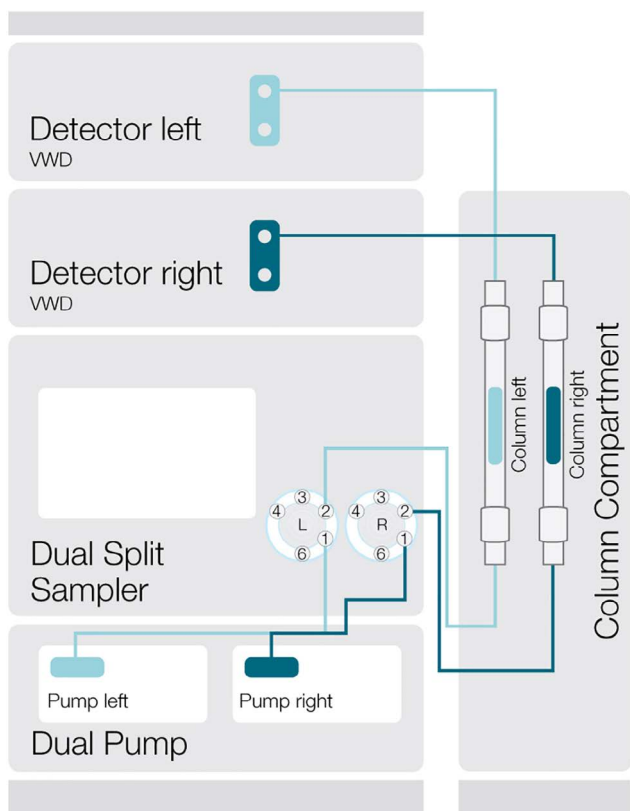 Detector left
VWD
Detector right
VWD
3
4
2
L
1
6
3
4
2
R
1
6
Dual Split
Sampler
Pump left
Pump right
Dual Pump
Column left
Column right
Column Compartment